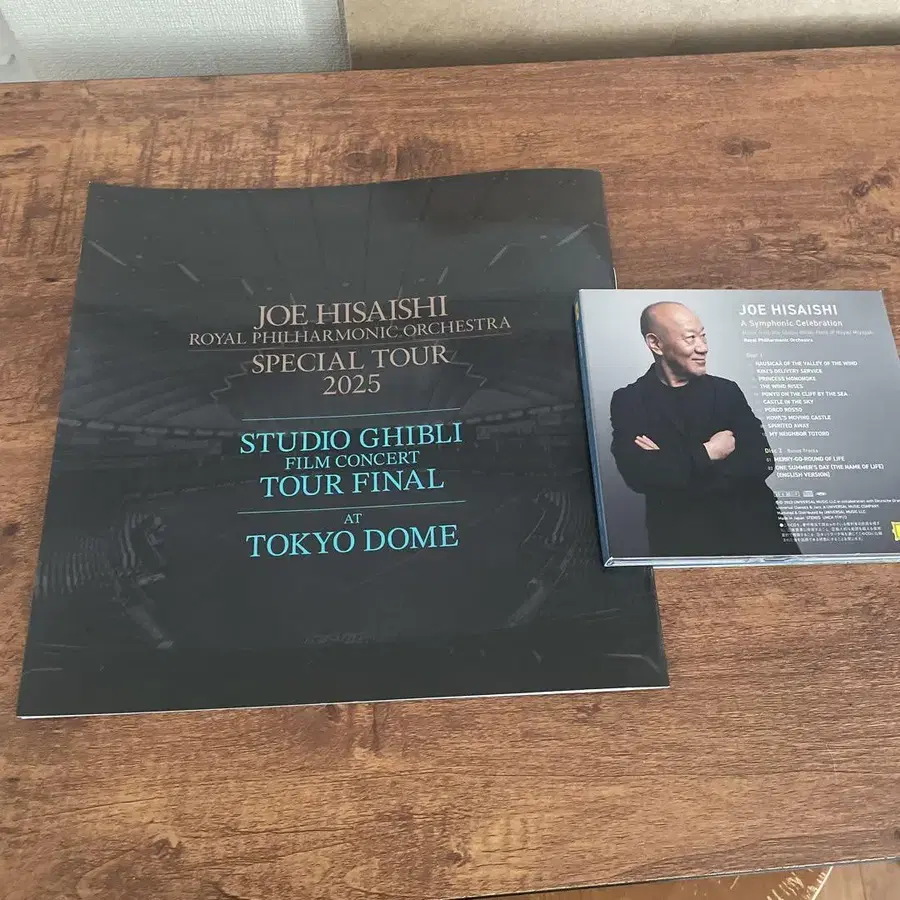 JOE HISAISHI
ROYAL PHILHARMONIC ORCHESTRA
SPECIAL TOUR
2025
STUDIO GHIBLI
FILM CONCERT
TOUR FINAL
AT
TOKYO DOME
JOE HISAISHI
A Symphonic Celebration
Royal Philharmonic Orchestra
Disc 1
NAUSICAÄ OF THE VALLEY OF THE WIND
KIKI'S DELIVERY SERVICE
PRINCESS MONONOKE
THE WIND RISES
PONYO ON THE CLIFF BY THE SEA
CASTLE IN THE SKY
PORCO ROSSO
HOWL'S MOVING CASTLE
SPIRITED AWAY
MY NEIGHBOR TOTORO
Disc 2 Bonus Tracks
01 MERRY-GO-ROUND OF LIFE
02 ONE SUMMER'S DAY (THE NAME OF LIFE)
(ENGLISH VERSION)